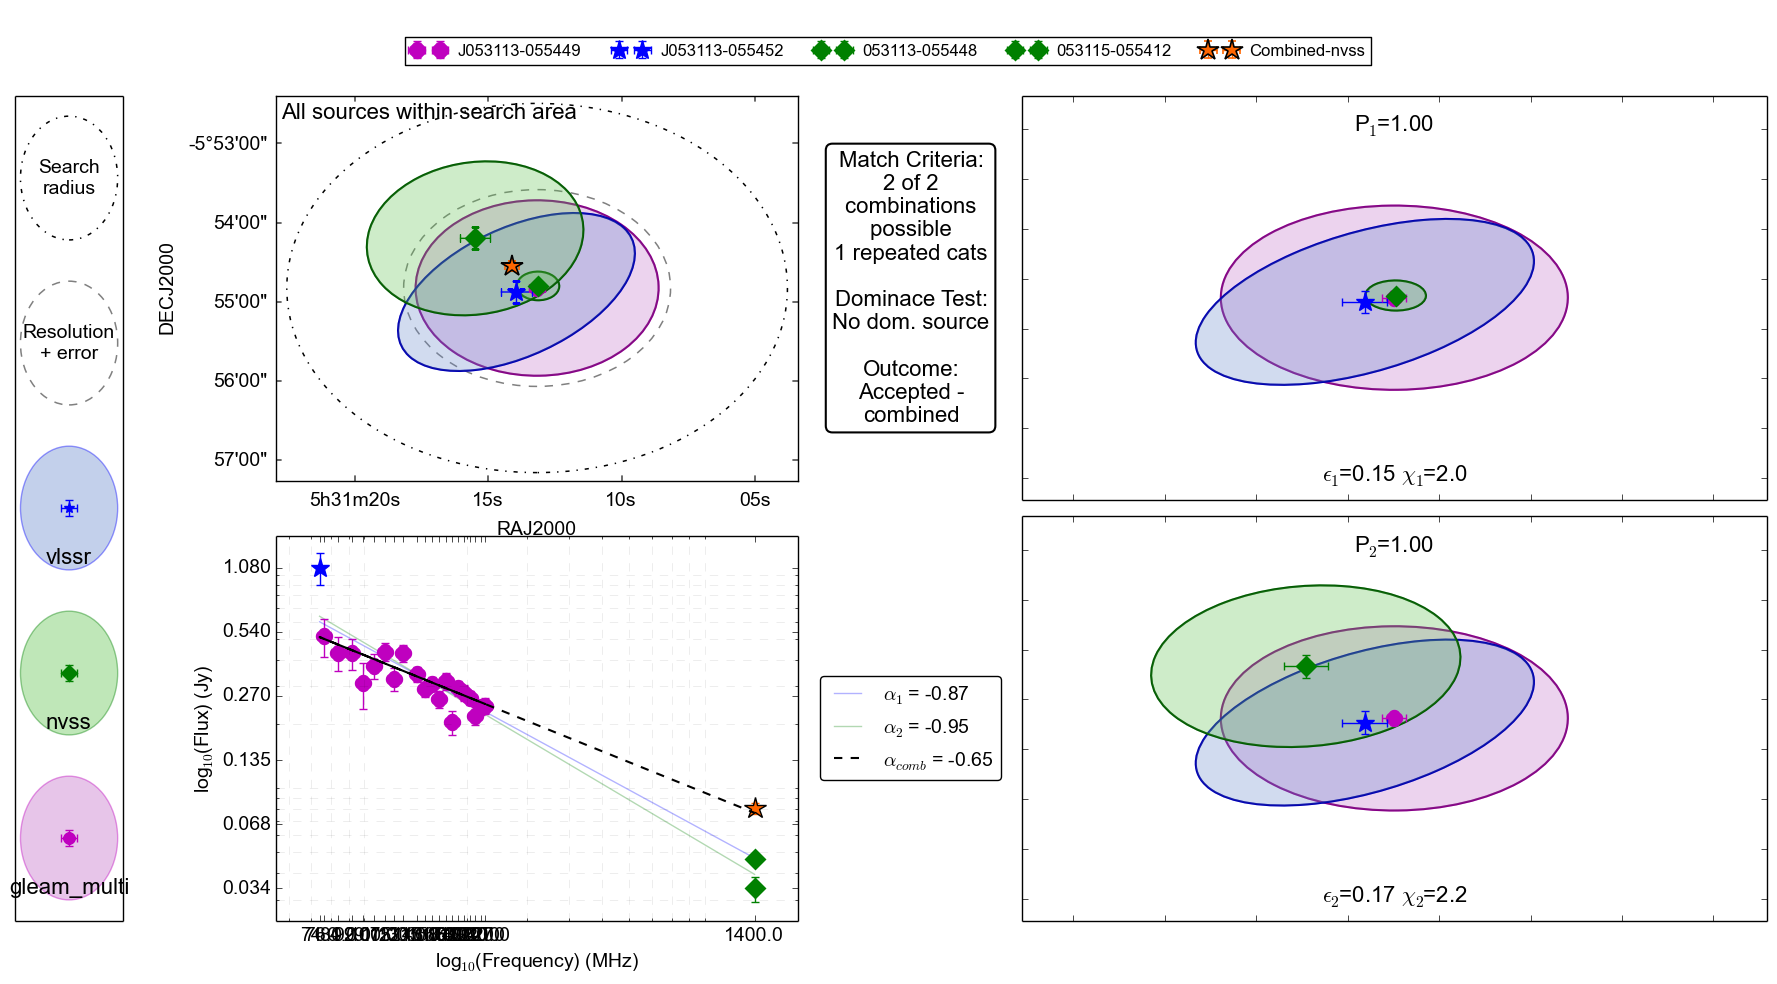 J053113-055449 J053113-055452 053113-055448 053115-055412 Combined-nvss
Search
radius
Resolution
+ error
vlssr
nvss
gleam_multi
All sources within search area
DECJ2000
-5°53'00"
54'00"
55'00"
56'00"
57'00"
5h31m20s 15s 10s 05s
RAJ2000
Match Criteria:
2 of 2
combinations
possible
1 repeated cats
Dominace Test:
No dom. source
Outcome:
Accepted -
combined
P1=1.00
ϵ1=0.15 χ1=2.0
log10(Flux) (Jy)
1.080
0.540
0.270
0.135
0.068
0.034
1400.0
log10(Frequency) (MHz)
α1 = -0.87
α2 = -0.95
αcomb = -0.65
P2=1.00
ϵ2=0.17 χ2=2.2